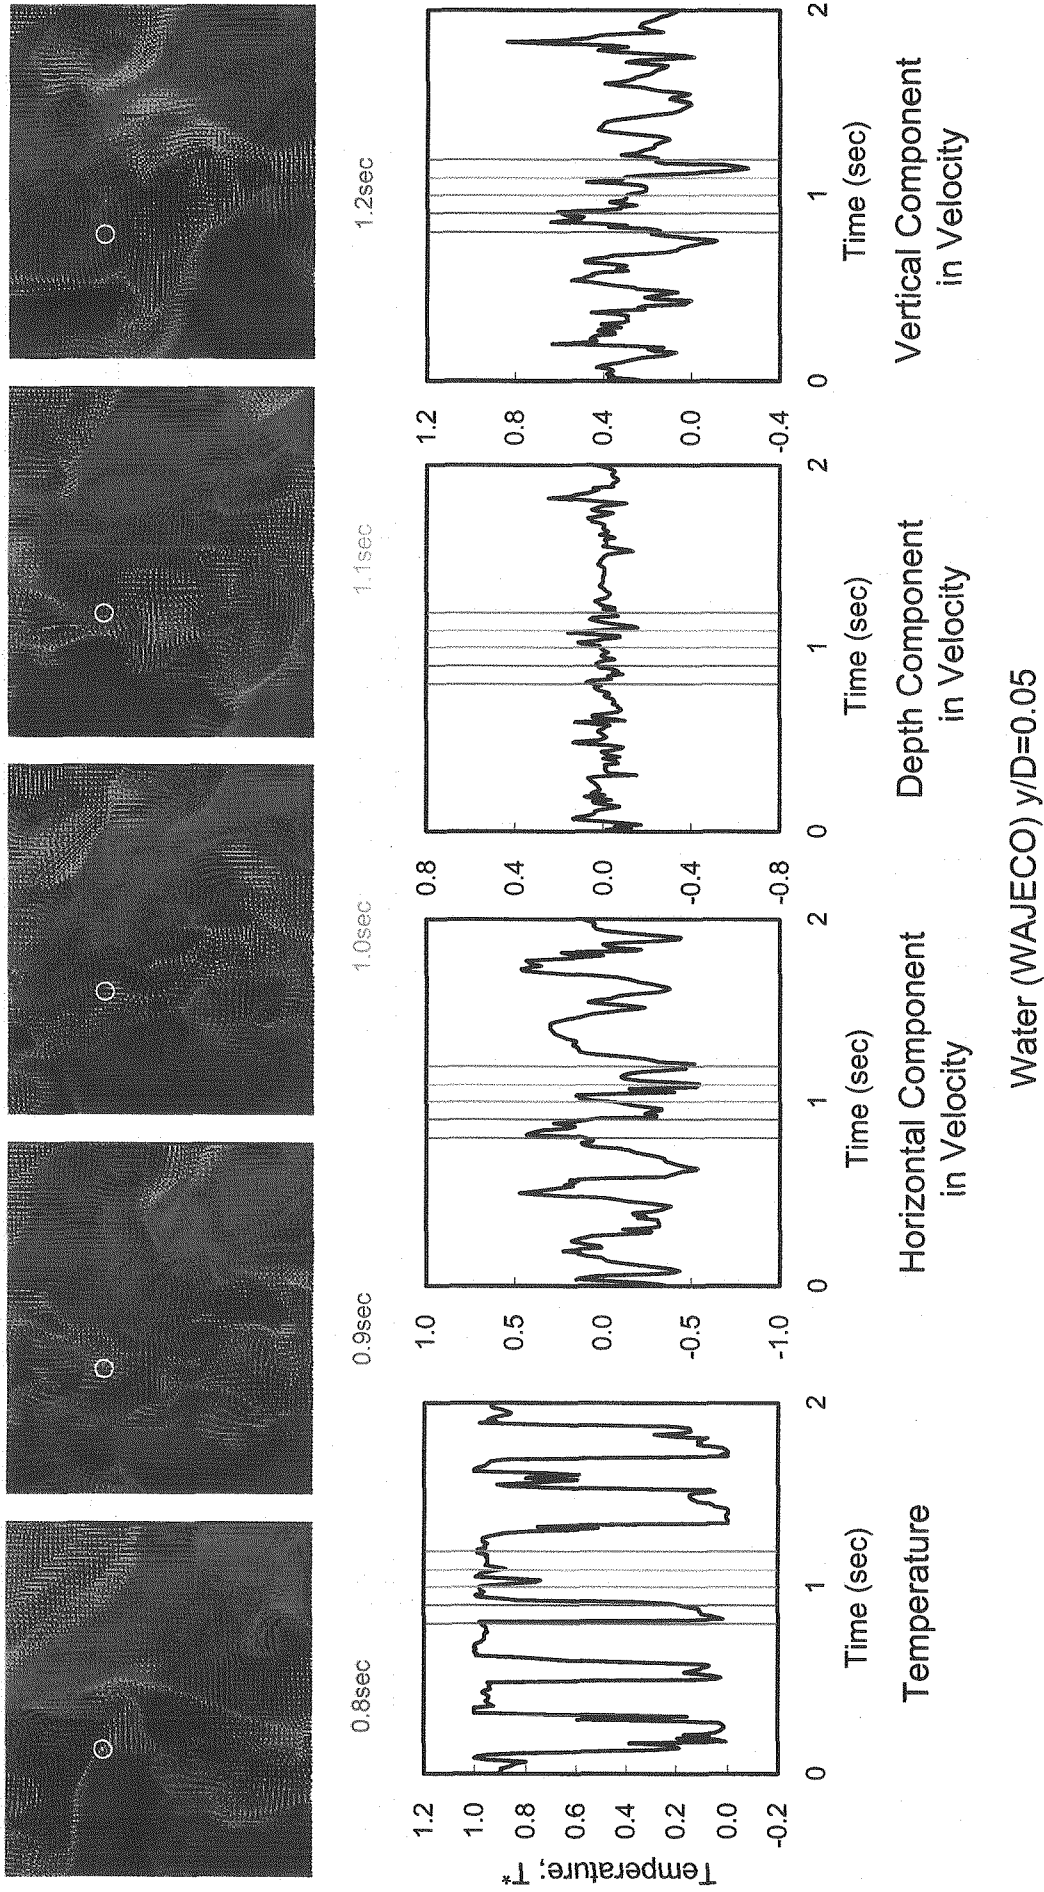 0.8sec
0.9sec
1.0sec
1.1sec
1.2sec
Temperature; T*
1.2
1.0
0.8
0.6
0.4
0.2
0.0
-0.2
0
1
2
Time (sec)
Temperature
1.0
0.5
0.0
-0.5
-1.0
0
1
2
Time (sec)
Horizontal Component
in Velocity
0.8
0.4
0.0
-0.4
-0.8
0
1
2
Time (sec)
Depth Component
in Velocity
1.2
0.8
0.4
0.0
-0.4
0
1
2
Time (sec)
Vertical Component
in Velocity
Water (WAJECO) y/D=0.05